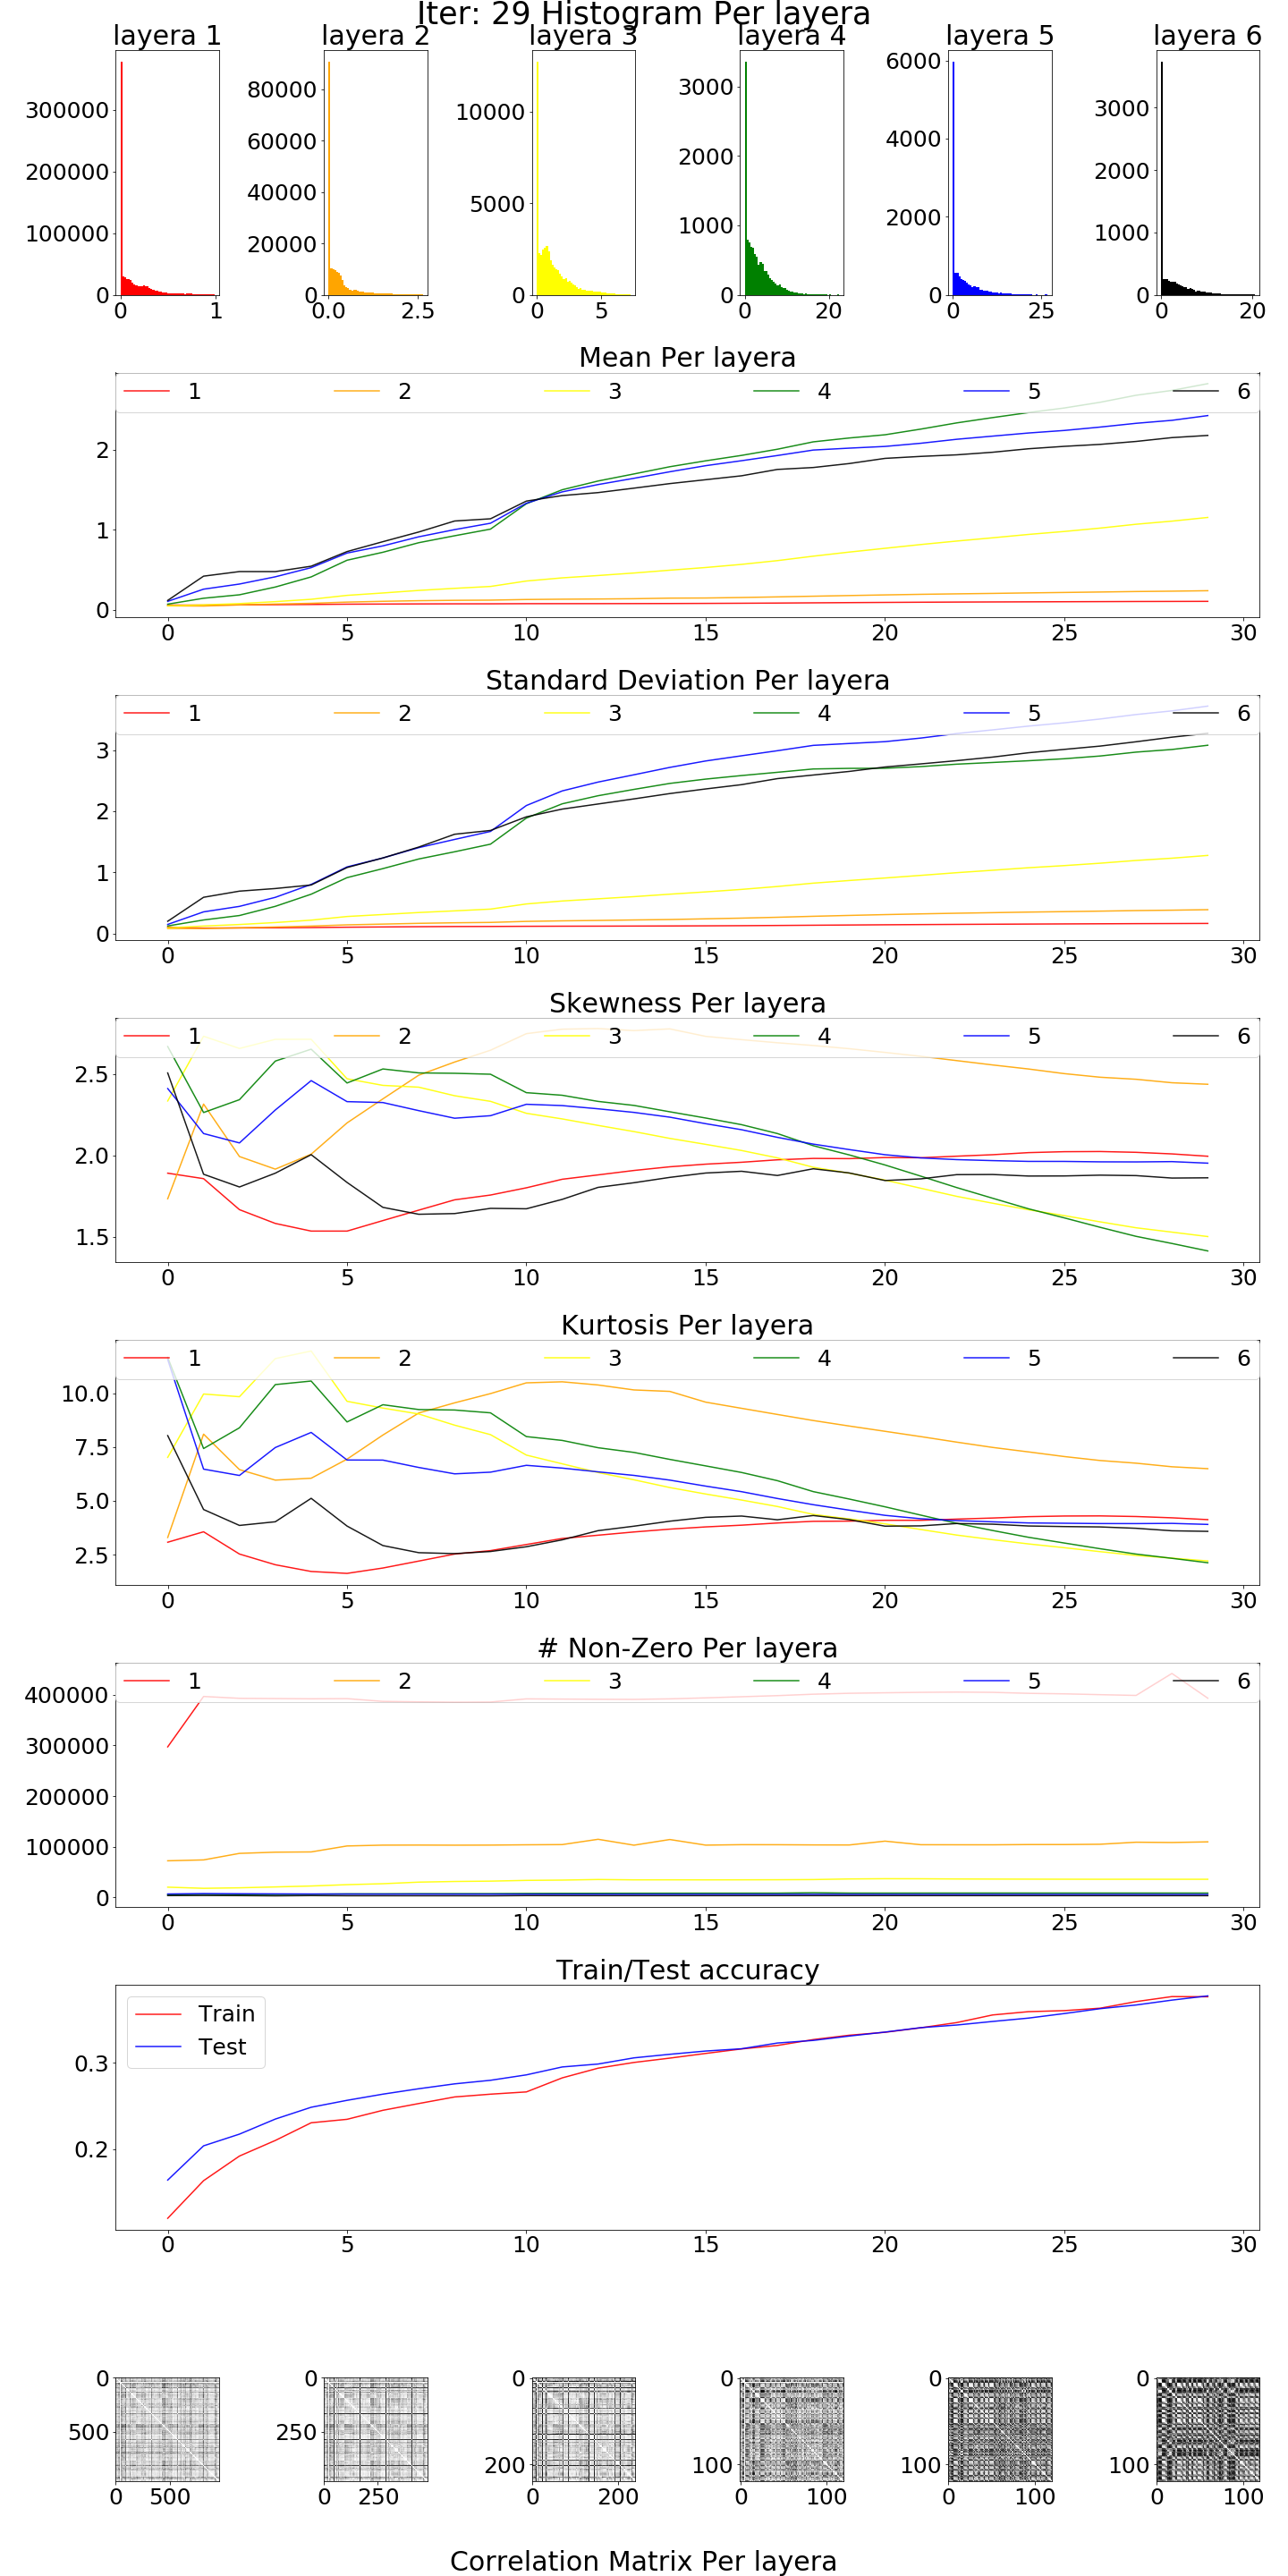 Iter: 29 Histogram Per layera
layera 1 layera 2 layera 3 layera 4 layera 5 layera 6
300000 200000 100000 0 0 1
80000 60000 40000 20000 0 0.0 2.5
10000 5000 0 0 5
3000 2000 1000 0 0 20
6000 4000 2000 0 0 25
3000 2000 1000 0 0 20
Mean Per layera
1 2 3 4 5 6
2
1
0
0 5 10 15 20 25 30
Standard Deviation Per layera
1 2 3 4 5 6
3
2
1
0
0 5 10 15 20 25 30
Skewness Per layera
1 2 3 4 5 6
2.5
2.0
1.5
0 5 10 15 20 25 30
Kurtosis Per layera
1 2 3 4 5 6
10.0
7.5
5.0
2.5
0 5 10 15 20 25 30
# Non-Zero Per layera
1 2 3 4 5 6
400000
300000
200000
100000
0
0 5 10 15 20 25 30
Train/Test accuracy
Train
Test
0.3
0.2
0 5 10 15 20 25 30
0 500 0 500
0 250 0 250
0 200 0 200
0 100 0 100
0 100 0 100
0 100 0 100
Correlation Matrix Per layera